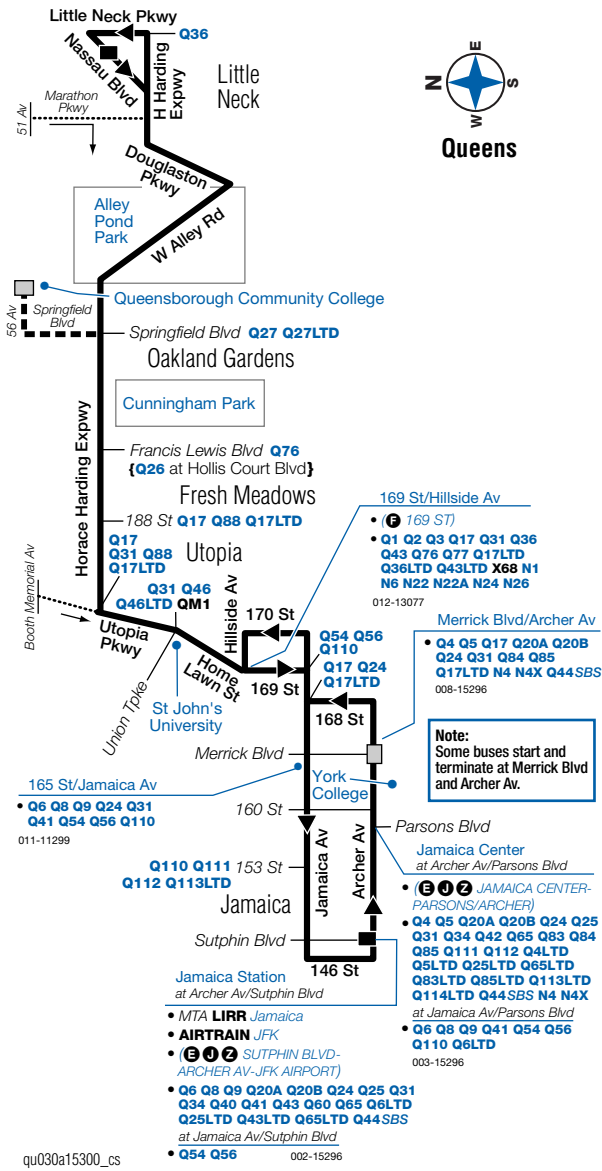 Little Neck Pkwy
Q36
Nassau Blvd
H Harding
Expwy
Little
Neck
N
E
S
W
Queens
Marathon
Pkwy
51 Av
Douglaston
Pkwy
Alley
Pond
Park
W Alley Rd
Queensborough Community College
56 Av
Springfield
Blvd
Springfield Blvd Q27 Q27LTD
Oakland Gardens
Cunningham Park
Horace Harding Expwy
Francis Lewis Blvd Q76
{Q26 at Hollis Court Blvd}
Fresh Meadows
188 St Q17 Q88 Q17LTD
Utopia
Q17
Q31 Q88
Q17LTD
Booth Memorial Av
Q31 Q46
Q46LTD QM1
Utopia
Pkwy
Union Tpke
Home
Lawn St
St John's
University
Hillside Av
170 St
169 St
169 St/Hillside Av
• (F 169 ST)
• Q1 Q2 Q3 Q17 Q31 Q36
Q43 Q76 Q77 Q17LTD
Q36LTD Q43LTD X68 N1
N6 N22 N22A N24 N26
012-13077
Q54 Q56
Q110
Q17 Q24
Q17LTD
168 St
Merrick Blvd/Archer Av
• Q4 Q5 Q17 Q20A Q20B
Q24 Q31 Q84 Q85
Q17LTD N4 N4X Q44SBS
008-15296
Note:
Some buses start and
terminate at Merrick Blvd
and Archer Av.
Merrick Blvd
York
College
165 St/Jamaica Av
• Q6 Q8 Q9 Q24 Q31
Q41 Q54 Q56 Q110
011-11299
160 St
Parsons Blvd
Jamaica Av
Archer Av
Q110 Q111 153 St
Q112 Q113LTD
Jamaica
Sutphin Blvd
146 St
Jamaica Center
at Archer Av/Parsons Blvd
• (E J Z JAMAICA CENTER-
PARSONS/ARCHER)
• Q4 Q5 Q20A Q20B Q24 Q25
Q31 Q34 Q42 Q65 Q83 Q84
Q85 Q111 Q112 Q4LTD
Q5LTD Q25LTD Q65LTD
Q83LTD Q85LTD Q113LTD
Q114LTD Q44SBS N4 N4X
at Jamaica Av/Parsons Blvd
• Q6 Q8 Q9 Q41 Q54 Q56
Q110 Q6LTD
003-15296
Jamaica Station
at Archer Av/Sutphin Blvd
• MTA LIRR Jamaica
• AIRTRAIN JFK
• (E J Z SUTPHIN BLVD-
ARCHER AV-JFK AIRPORT)
• Q6 Q8 Q9 Q20A Q20B Q24 Q25 Q31
Q34 Q40 Q41 Q43 Q60 Q65 Q6LTD
Q25LTD Q43LTD Q65LTD Q44SBS
at Jamaica Av/Sutphin Blvd
• Q54 Q56
002-15296
qu030a15300_cs